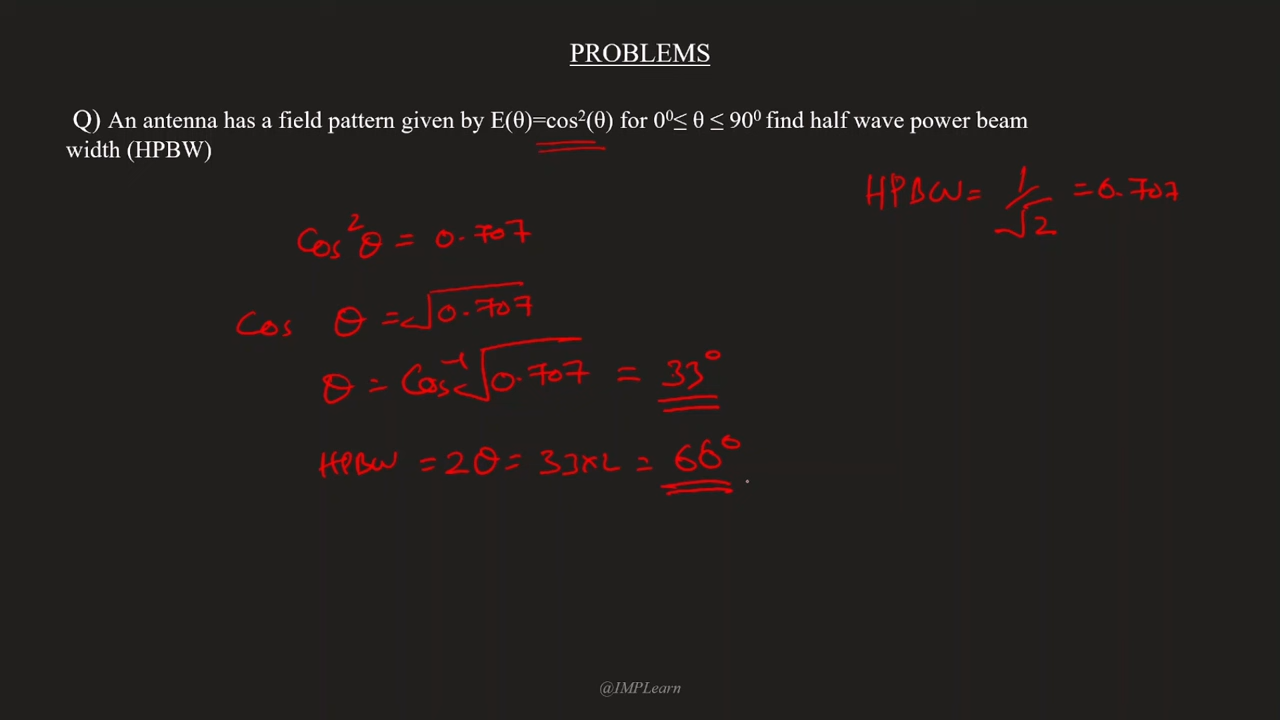 PROBLEMS
Q) An antenna has a field pattern given by E(θ)=cos²(θ) for 0⁰≤ θ ≤ 90⁰ find half wave power beam
width (HPBW)
HPBW = 1/√2 = 0.707
Cos²θ = 0.707
Cos θ = √0.707
θ = Cos⁻¹√0.707 = 33°
HPBW = 2θ = 33×2 = 66°
@IMPLearn